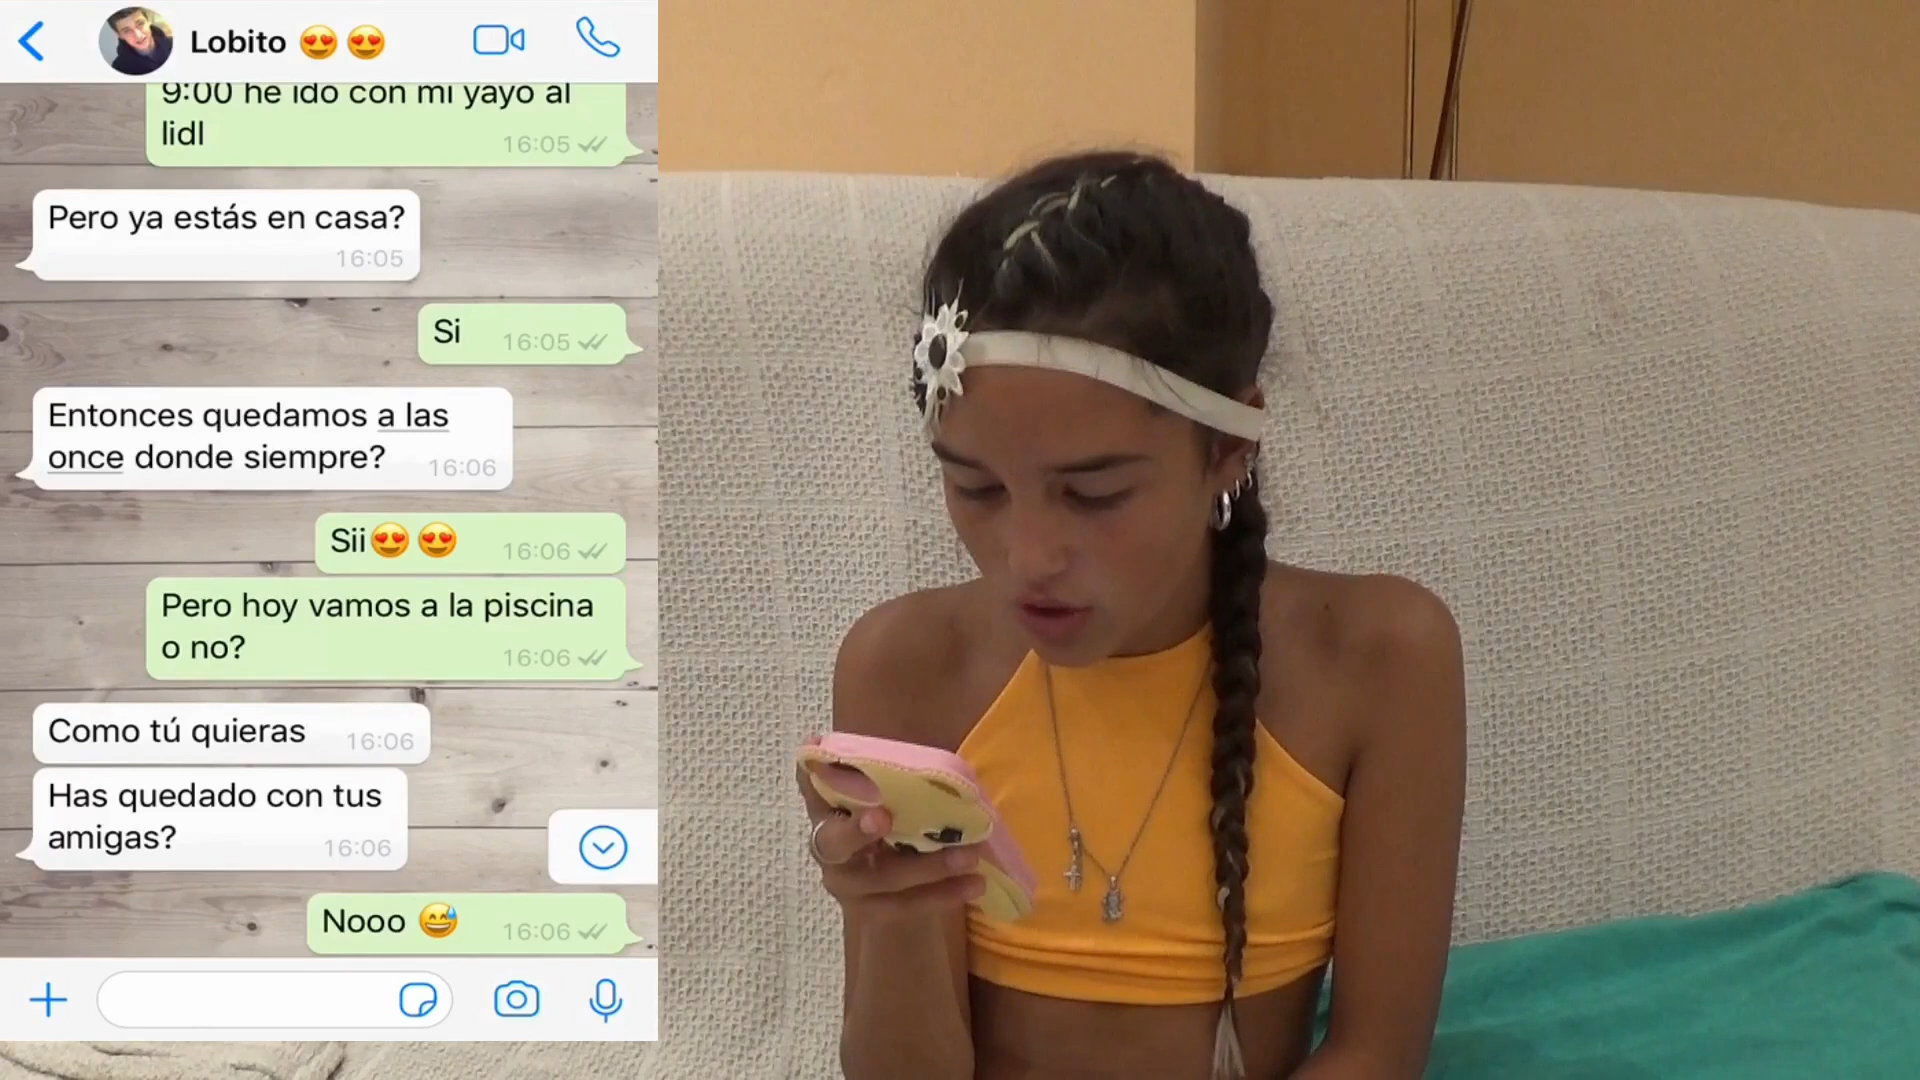 Lobito 😍 😍
9:00 he ido con mi yayo al
lidl
16:05
Pero ya estás en casa?
16:05
Si 16:05
Entonces quedamos a las
once donde siempre? 16:06
Sii😍 😍 16:06
Pero hoy vamos a la piscina
o no? 16:06
Como tú quieras 16:06
Has quedado con tus
amigas? 16:06
Nooo 😅 16:06